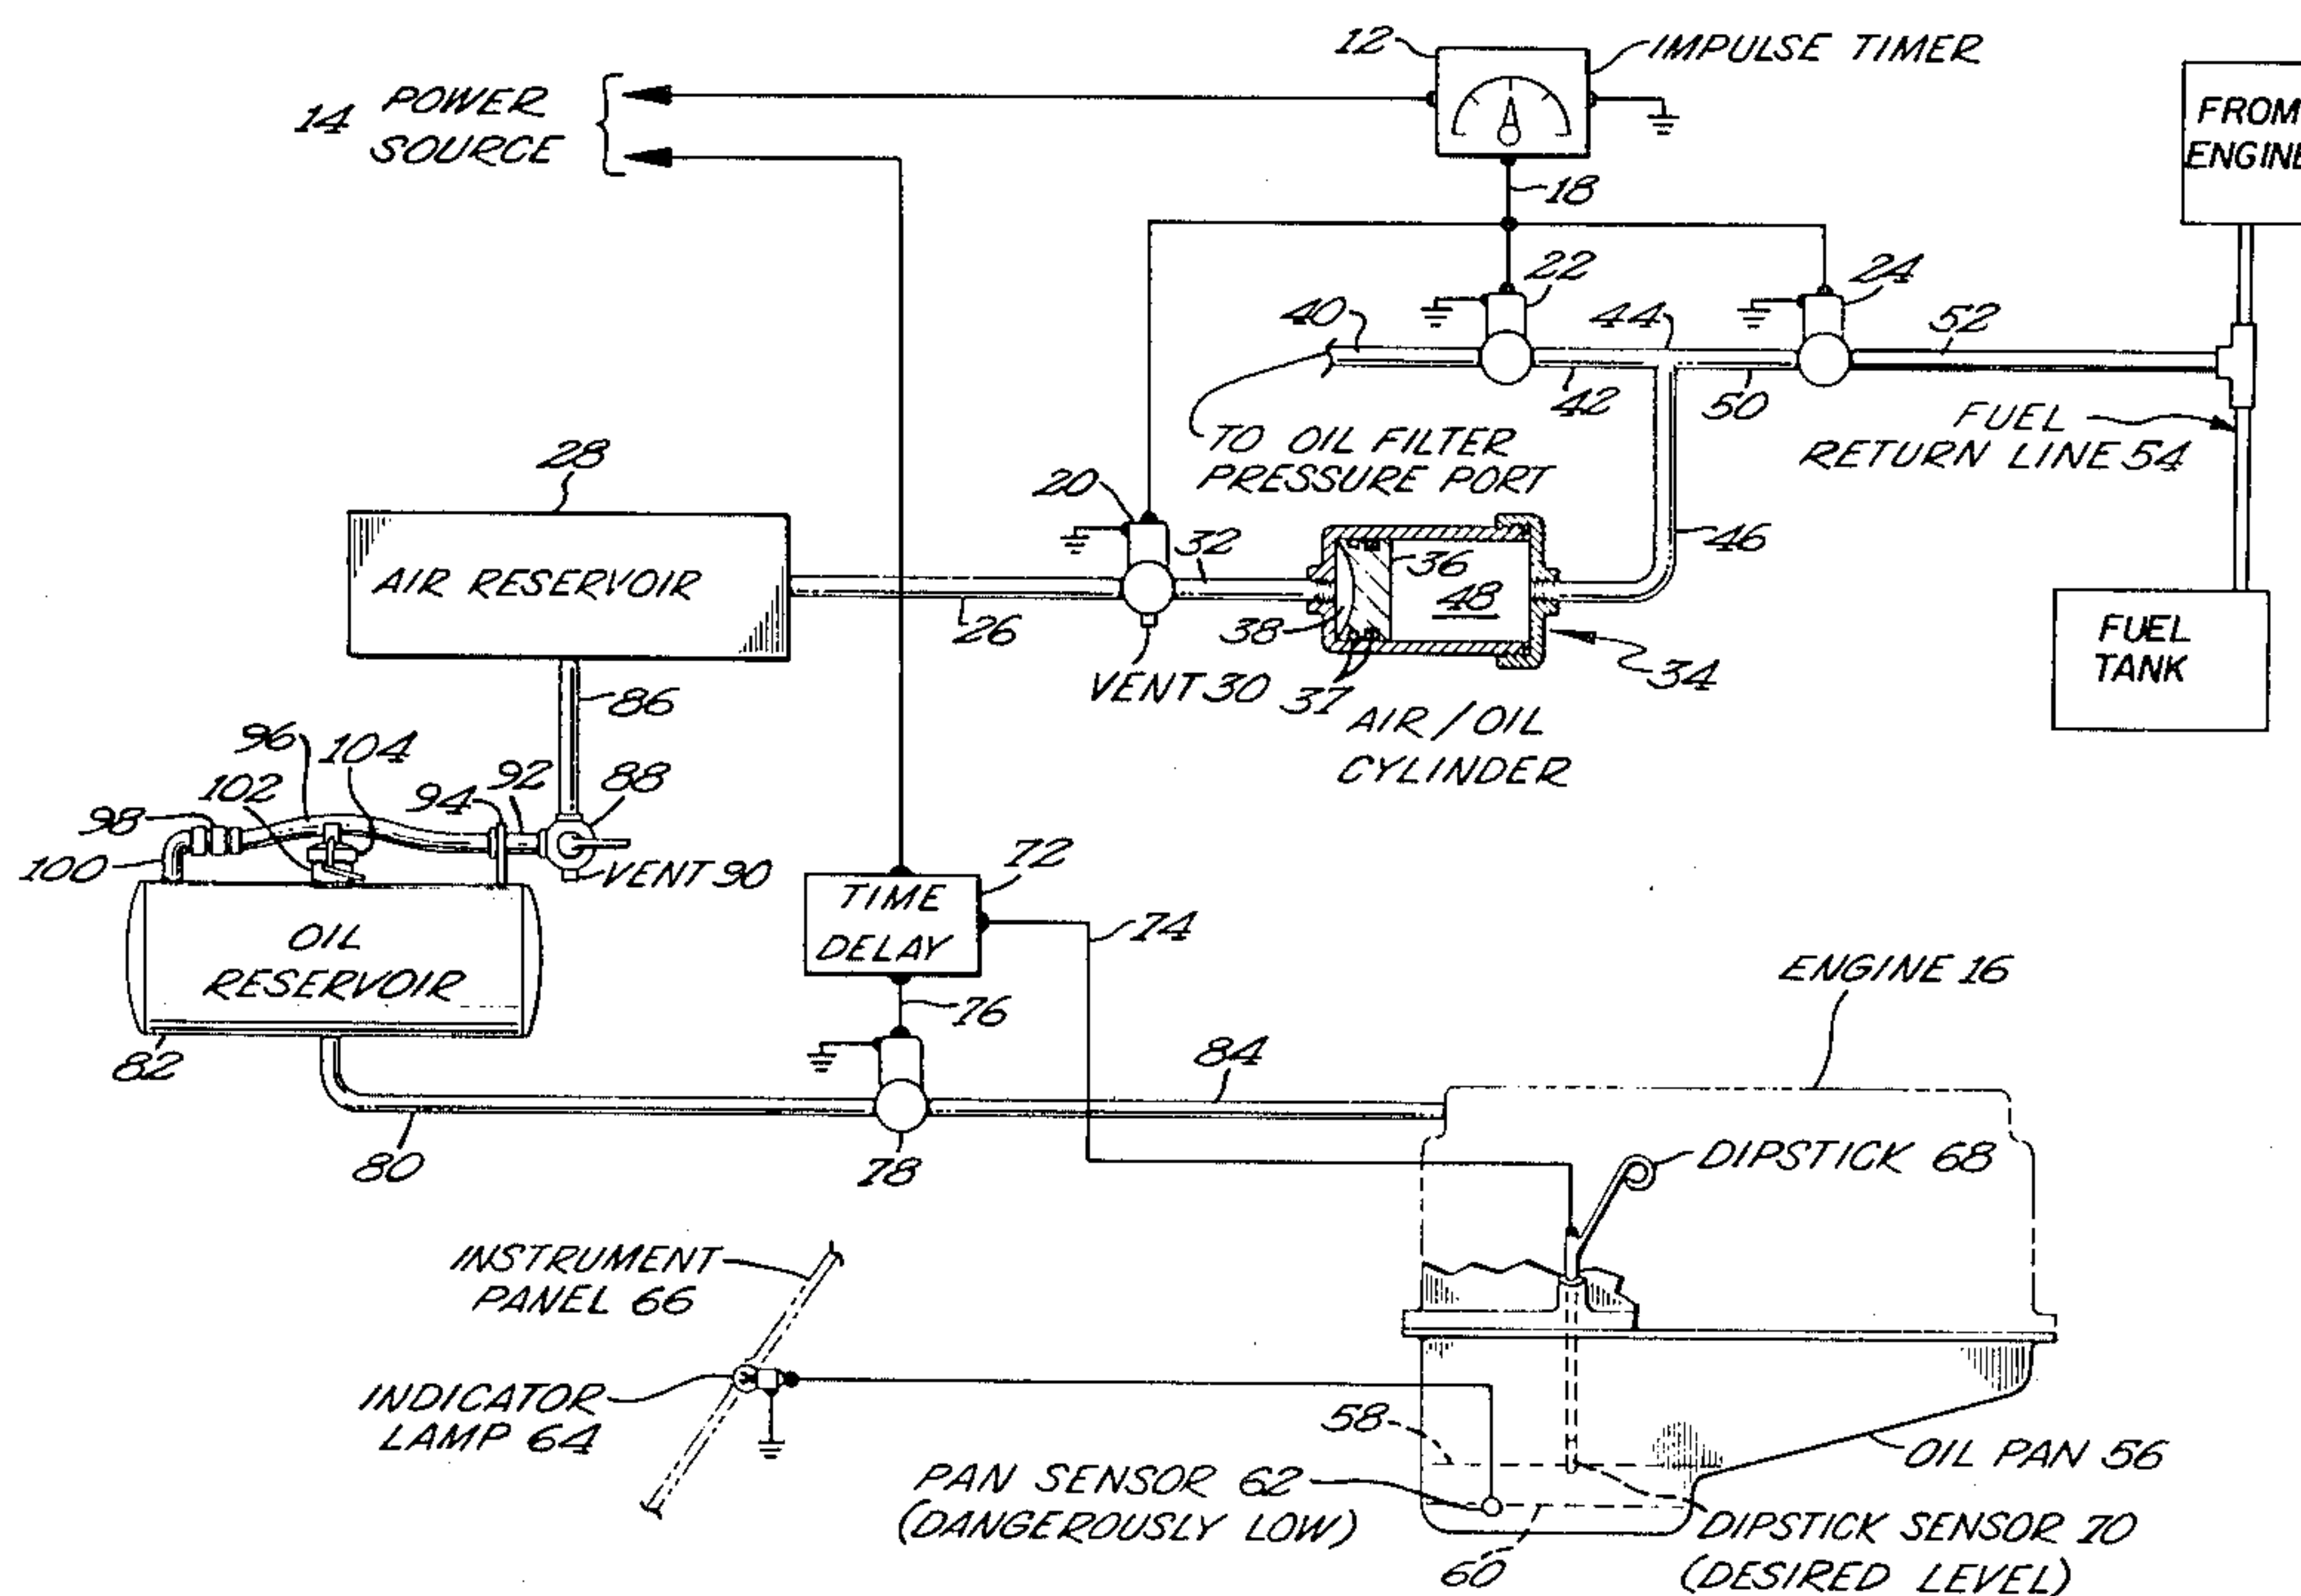 12
IMPULSE TIMER
14 POWER
SOURCE
FROM
ENGINE
18
22
24
40
44
52
42
50
FUEL
RETURN LINE 54
TO OIL FILTER
PRESSURE PORT
28
20
32
36
46
AIR RESERVOIR
48
26
38
FUEL
TANK
VENT 30
37
34
AIR/OIL
CYLINDER
86
96
104
102
94
92
88
98
100
VENT 90
72
TIME
DELAY
74
OIL
RESERVOIR
76
ENGINE 16
82
84
80
78
DIPSTICK 68
INSTRUMENT
PANEL 66
INDICATOR
LAMP 64
58
OIL PAN 56
PAN SENSOR 62
(DANGEROUSLY LOW)
60
DIPSTICK SENSOR 70
(DESIRED LEVEL)